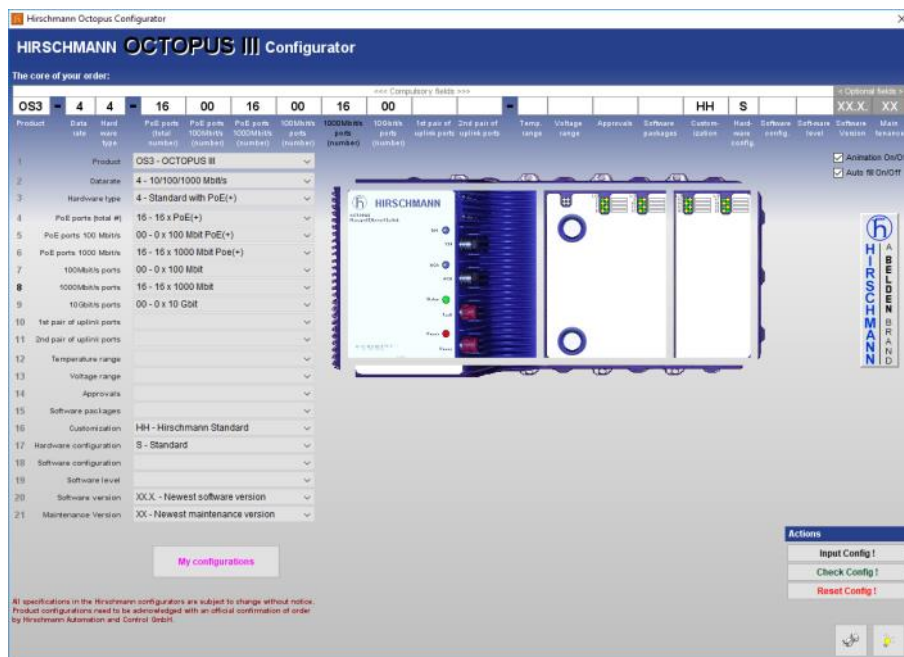 Hirschmann Octopus Configurator
HIRSCHMANN OCTOPUS III Configurator
The core of your order:
<<< Compulsory fields >>>
< Optional fields >
OS3 - 4 4 - 16 00 16 00 16 00 - HH S XX.X. XX
Product Data rate Hard ware type PoE ports (total number) PoE ports 100Mbit/s (number) PoE ports 1000Mbit/s (number) 100Mbit/s ports (number) 1000Mbit/s ports (number) 10Gbit/s ports (number) 1st pair of uplink ports 2nd pair of uplink ports Temp. range Voltage range Approvals Software packages Custom-ization Hard-ware config. Software config. Soft-ware level Software Version Main tenance
1 Product OS3 - OCTOPUS III
2 Datarate 4 - 10/100/1000 Mbit/s
3 Hardware type 4 - Standard with PoE(+)
4 PoE ports (total #) 16 - 16 x PoE(+)
5 PoE ports 100 Mbit/s 00 - 0 x 100 Mbit PoE(+)
6 PoE ports 1000 Mbit/s 16 - 16 x 1000 Mbit Poe(+)
7 100Mbit/s ports 00 - 0 x 100 Mbit
8 1000Mbit/s ports 16 - 16 x 1000 Mbit
9 10Gbit/s ports 00 - 0 x 10 Gbit
10 1st pair of uplink ports
11 2nd pair of uplink ports
12 Temperature range
13 Voltage range
14 Approvals
15 Software packages
16 Customization HH - Hirschmann Standard
17 Hardware configuration S - Standard
18 Software configuration
19 Software level
20 Software version XX.X. - Newest software version
21 Maintenance Version XX - Newest maintenance version
Animation On/O
Auto fill On/Off
HIRSCHMANN
HIRSCHMANN
A BELDEN BRAND
My configurations
All specifications in the Hirschmann configurators are subject to change without notice.
Product configurations need to be acknowledged with an official confirmation of order
by Hirschmann Automation and Control GmbH.
Actions
Input Config !
Check Config !
Reset Config !